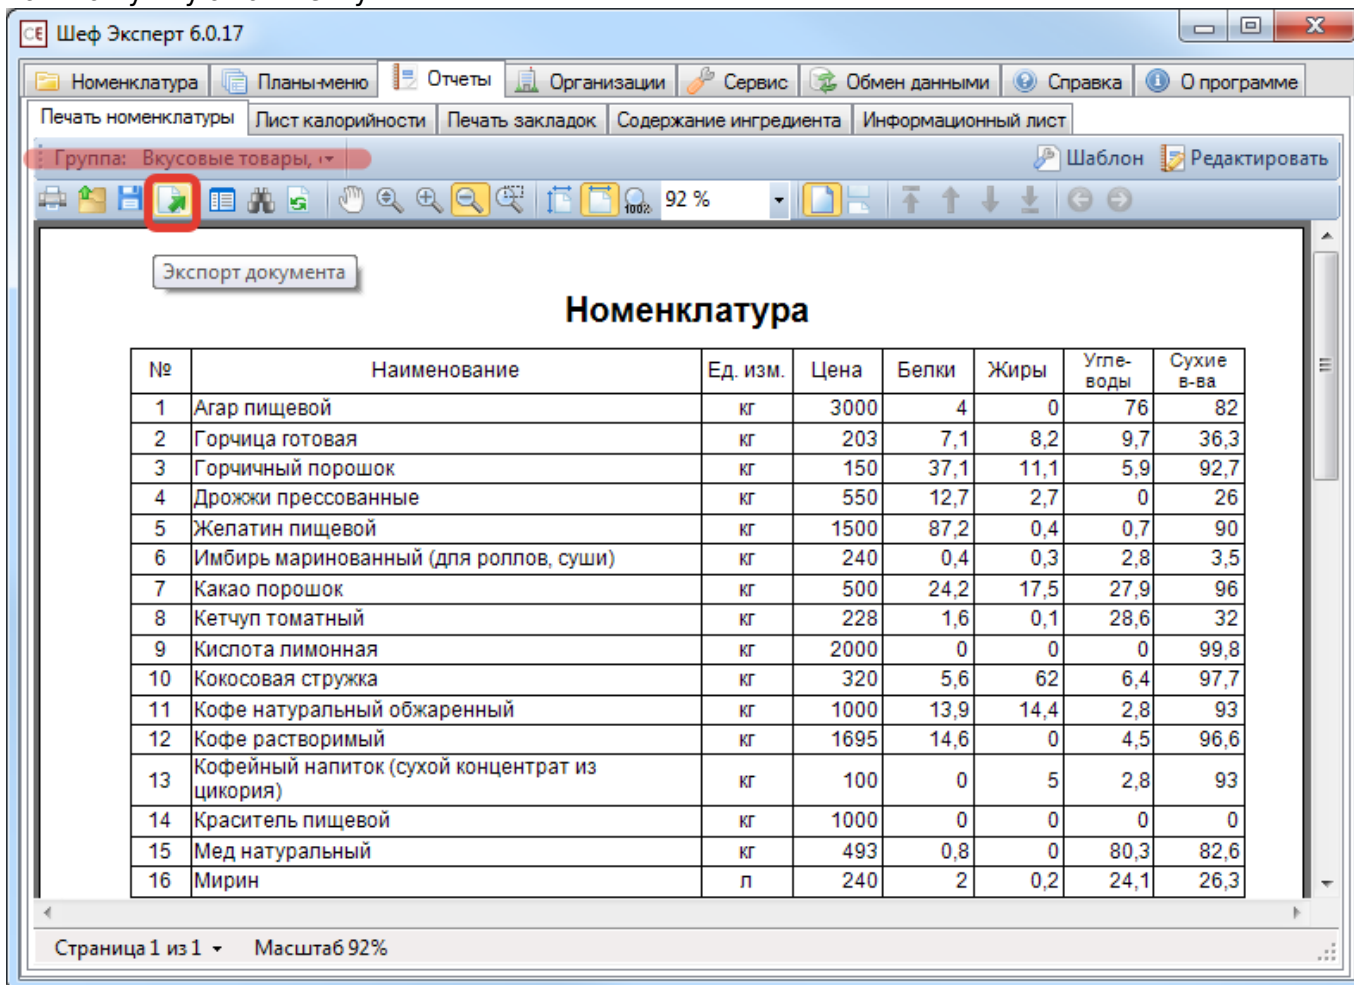 Шеф Эксперт 6.0.17
Номенклатура Планы-меню Отчеты Организации Сервис Обмен данными Справка О программе
Печать номенклатуры Лист калорийности Печать закладок Содержание ингредиента Информационный лист
Группа: Вкусовые товары, Шаблон Редактировать
100% 92 %
Экспорт документа
Номенклатура
№ Наименование Ед. изм. Цена Белки Жиры Угле-воды Сухие в-ва
1 Агар пищевой кг 3000 4 0 76 82
2 Горчица готовая кг 203 7,1 8,2 9,7 36,3
3 Горчичный порошок кг 150 37,1 11,1 5,9 92,7
4 Дрожжи прессованные кг 550 12,7 2,7 0 26
5 Желатин пищевой кг 1500 87,2 0,4 0,7 90
6 Имбирь маринованный (для роллов, суши) кг 240 0,4 0,3 2,8 3,5
7 Какао порошок кг 500 24,2 17,5 27,9 96
8 Кетчуп томатный кг 228 1,6 0,1 28,6 32
9 Кислота лимонная кг 2000 0 0 0 99,8
10 Кокосовая стружка кг 320 5,6 62 6,4 97,7
11 Кофе натуральный обжаренный кг 1000 13,9 14,4 2,8 93
12 Кофе растворимый кг 1695 14,6 0 4,5 96,6
13 Кофейный напиток (сухой концентрат из цикория) кг 100 0 5 2,8 93
14 Краситель пищевой кг 1000 0 0 0 0
15 Мед натуральный кг 493 0,8 0 80,3 82,6
16 Мирин л 240 2 0,2 24,1 26,3
Страница 1 из 1 Масштаб 92%